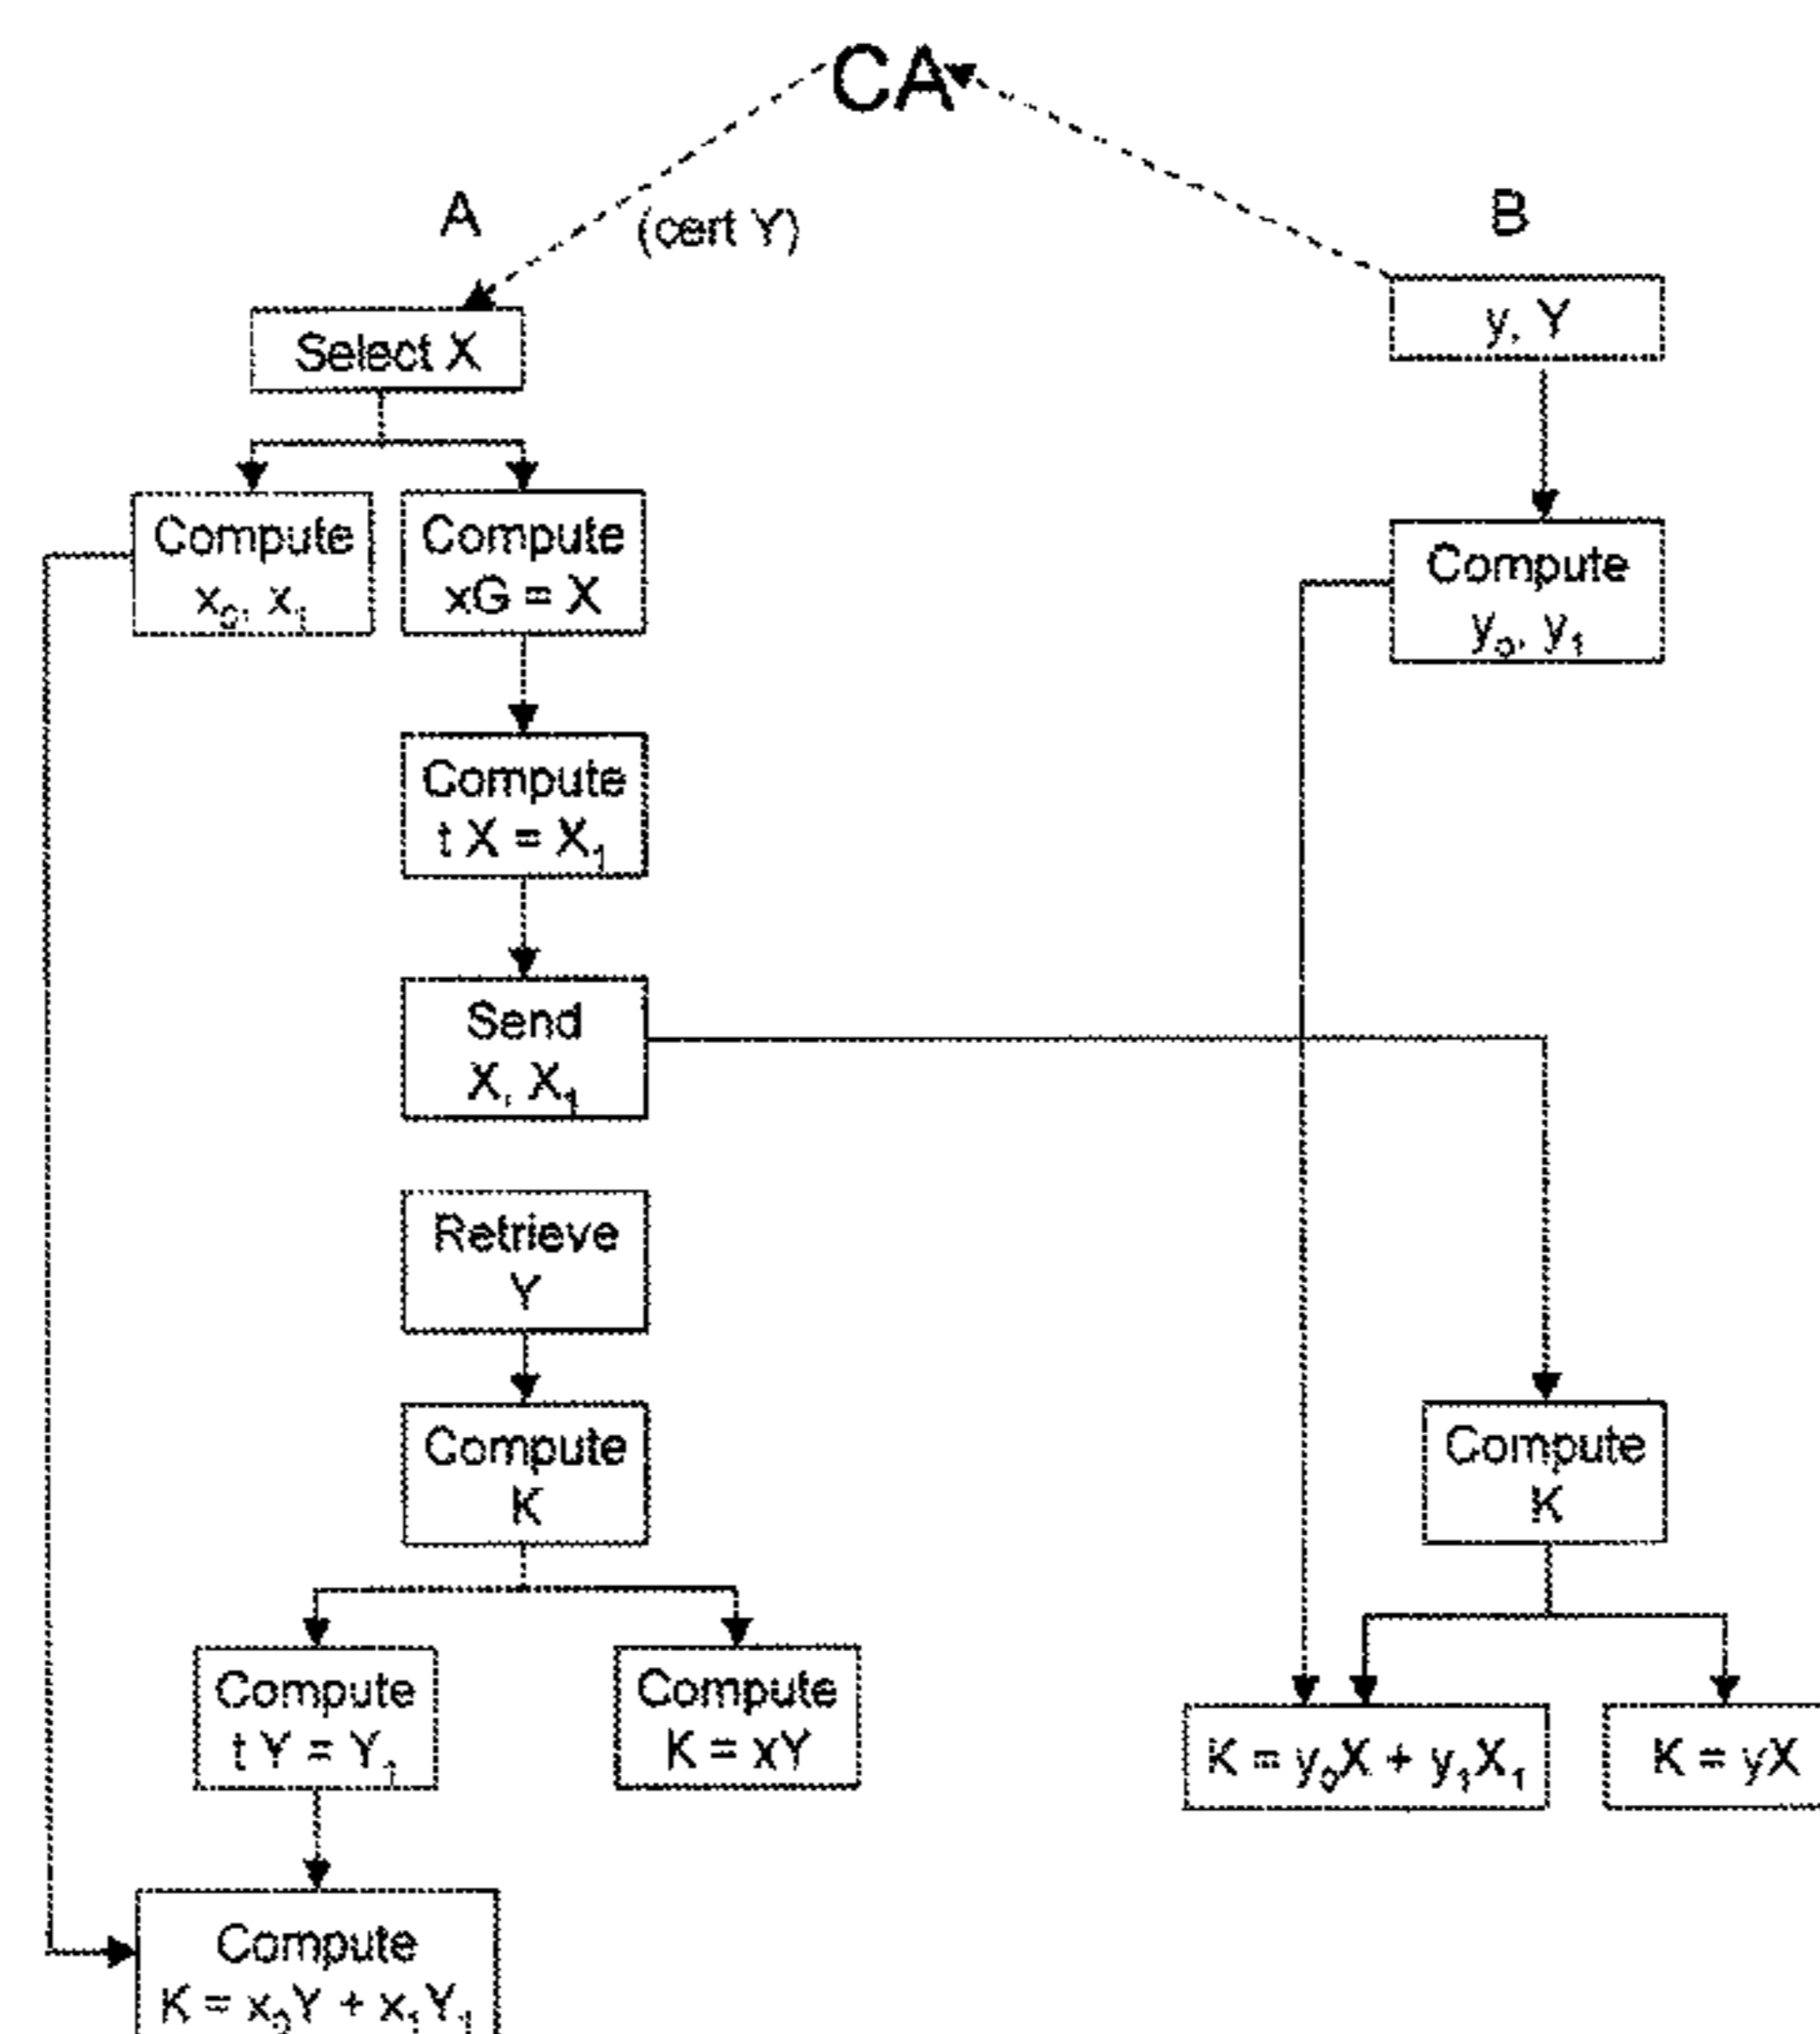 CA
A
(cert Y)
B
Select X
y, Y
Compute
x₀, x₁
Compute
xG = X
Compute
y₀, y₁
Compute
t X = X₁
Send
X, X₁
Retrieve
Y
Compute
K
Compute
K
Compute
t Y = Y₁
Compute
K = xY
K = y₀X + y₁X₁
K = yX
Compute
K = x₀Y + x₁Y₁